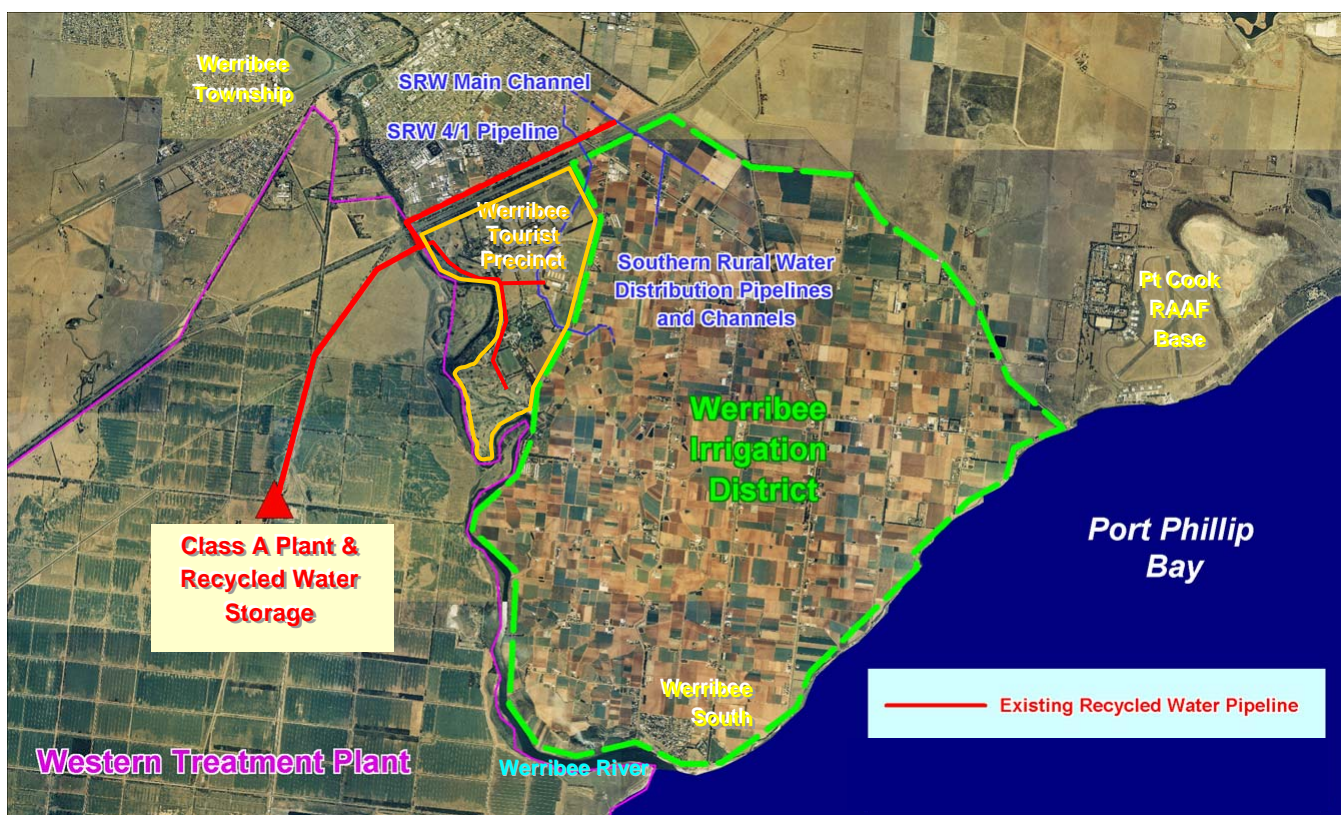 Werribee
Township
SRW Main Channel
SRW 4/1 Pipeline
Werribee
Tourist
Precinct
Southern Rural Water
Distribution Pipelines
and Channels
Pt Cook
RAAF
Base
Werribee
Irrigation
District
Port Phillip
Bay
Class A Plant &
Recycled Water
Storage
Werribee
South
Existing Recycled Water Pipeline
Western Treatment Plant
Werribee River